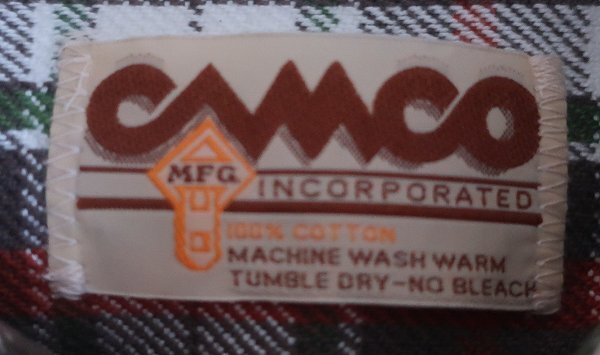 CAMCO
MFG.
INCORPORATED
100% COTTON
MACHINE WASH WARM
TUMBLE DRY-NO BLEACH